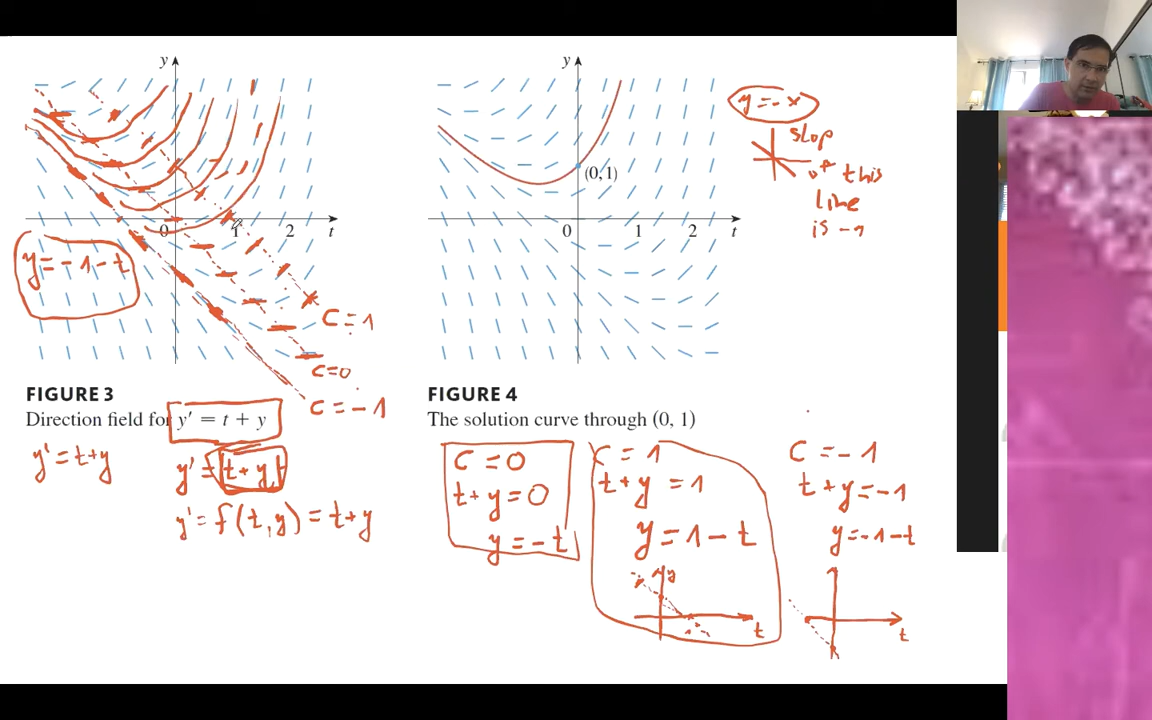 y
0
1
2
t
y = -1 - t
C = 1
C = 0
C = -1
FIGURE 3
Direction field for y′ = t + y
y' = t+y
y' = t + y
y' = f(t, y) = t+y
y
(0, 1)
0
1
2
t
FIGURE 4
The solution curve through (0, 1)
y = -x
slop
of this
line
is -1
C = 0
t + y = 0
y = -t
C = 1
t + y = 1
y = 1 - t
y
t
C = -1
t + y = -1
y = -1 - t
t